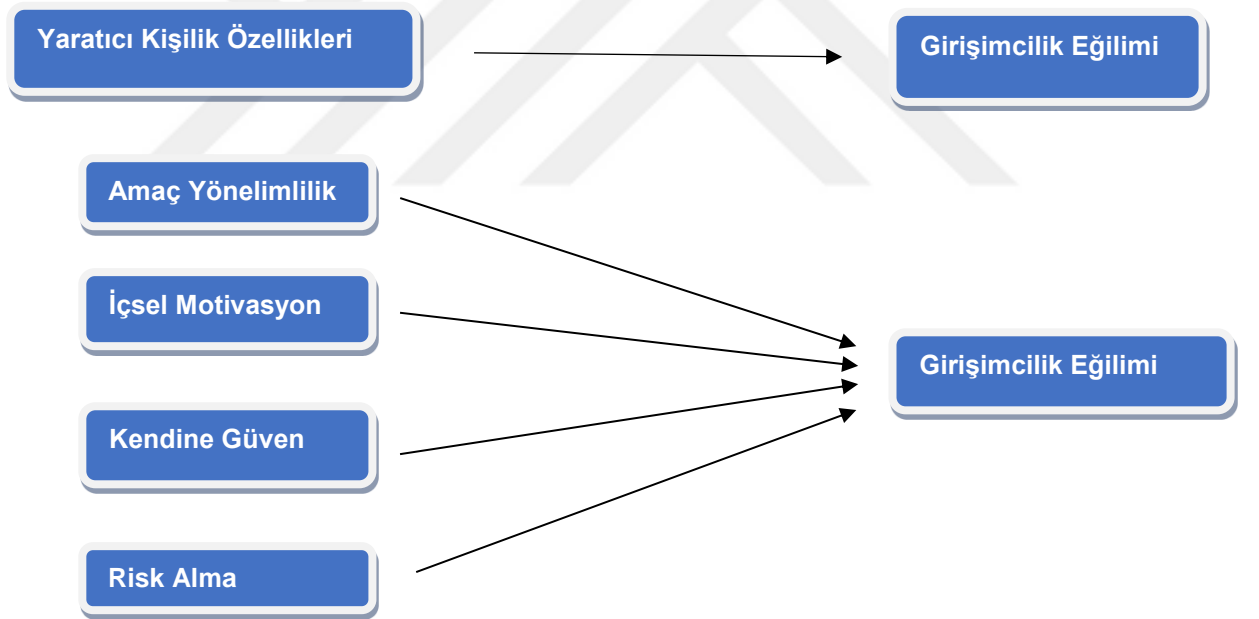 Yaratıcı Kişilik Özellikleri
Girişimcilik Eğilimi
Amaç Yönelimlilik
İçsel Motivasyon
Girişimcilik Eğilimi
Kendine Güven
Risk Alma